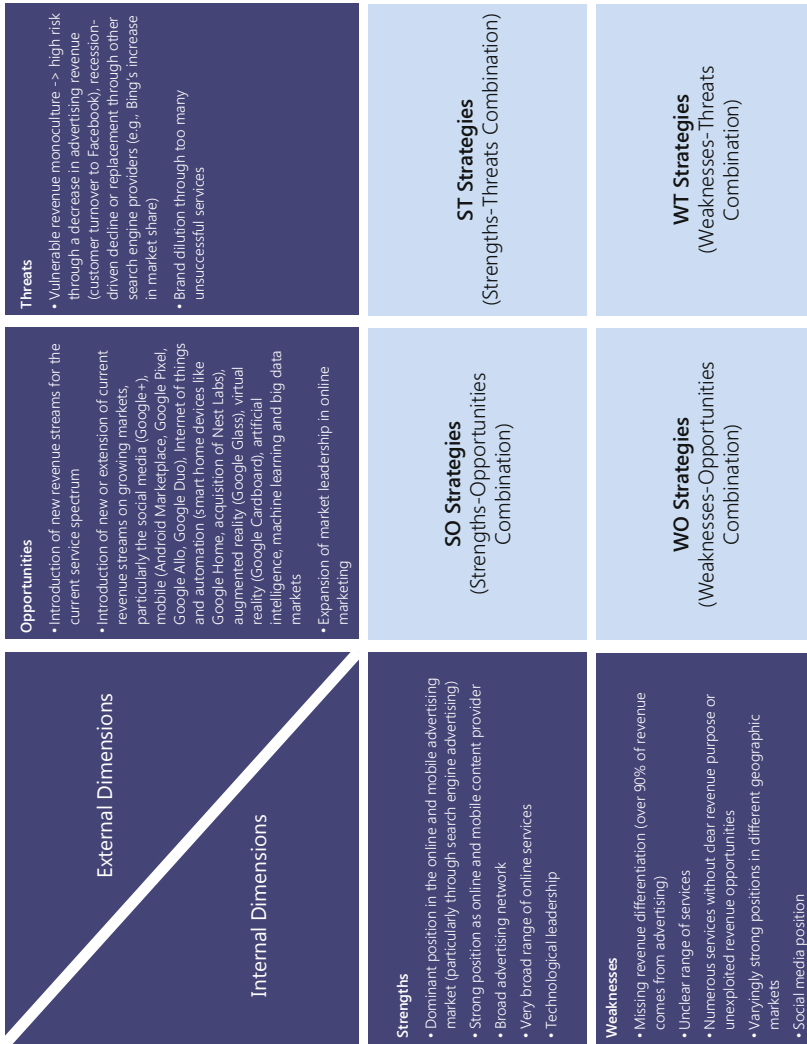 External Dimensions
Internal Dimensions
Opportunities
• Introduction of new revenue streams for the
current service spectrum
• Introduction of new or extension of current
revenue streams on growing markets,
particularly the social media (Google+),
mobile (Android Marketplace, Google Pixel,
Google Allo, Google Duo), Internet of things
and automation (smart home devices like
Google Home, acquisition of Nest Labs),
augmented reality (Google Glass), virtual
reality (Google Cardboard), artificial
intelligence, machine learning and big data
markets
• Expansion of market leadership in online
marketing
Threats
• Vulnerable revenue monoculture -> high risk
through a decrease in advertising revenue
(customer turnover to Facebook), recession-
driven decline or replacement through other
search engine providers (e.g., Bing's increase
in market share)
• Brand dilution through too many
unsuccessful services
Strengths
• Dominant position in the online and mobile advertising
market (particularly through search engine advertising)
• Strong position as online and mobile content provider
• Broad advertising network
• Very broad range of online services
• Technological leadership
SO Strategies
(Strengths-Opportunities
Combination)
ST Strategies
(Strengths-Threats Combination)
Weaknesses
• Missing revenue differentiation (over 90% of revenue
comes from advertising)
• Unclear range of services
• Numerous services without clear revenue purpose or
unexploited revenue opportunities
• Varyingly strong positions in different geographic
markets
• Social media position
WO Strategies
(Weaknesses-Opportunities
Combination)
WT Strategies
(Weaknesses-Threats
Combination)